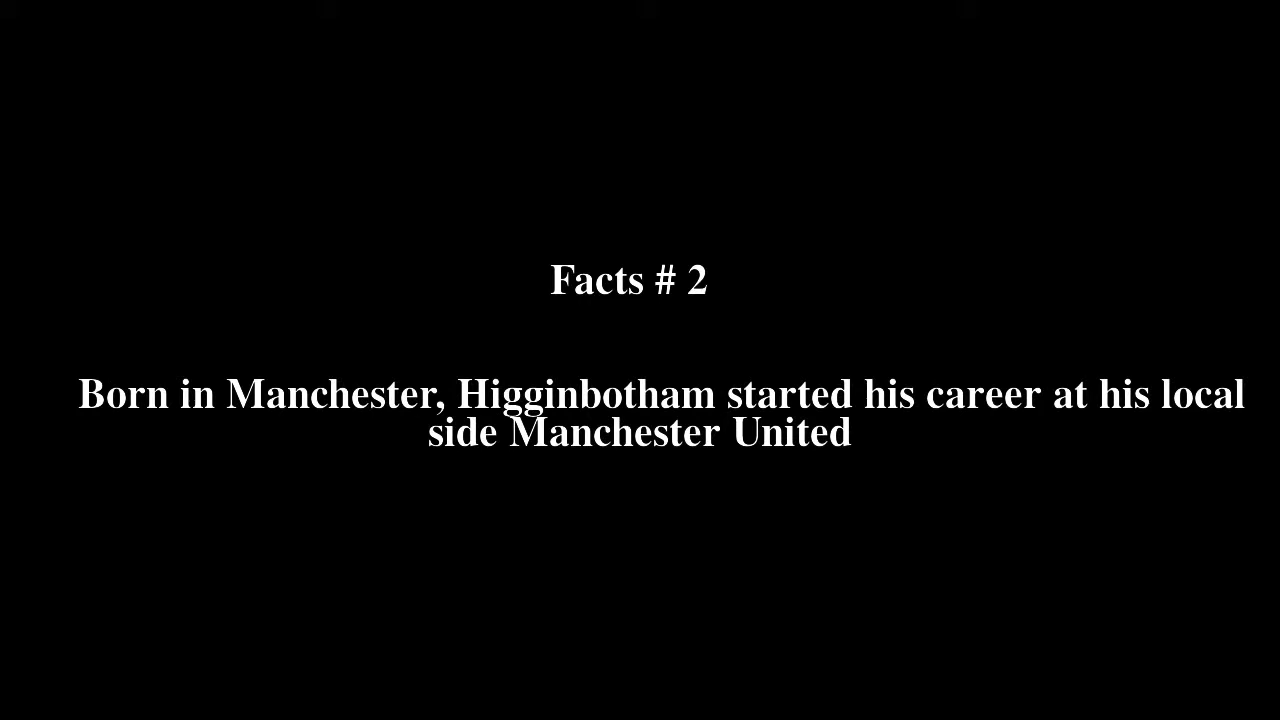 Facts # 2
Born in Manchester, Higginbotham started his career at his local
side Manchester United